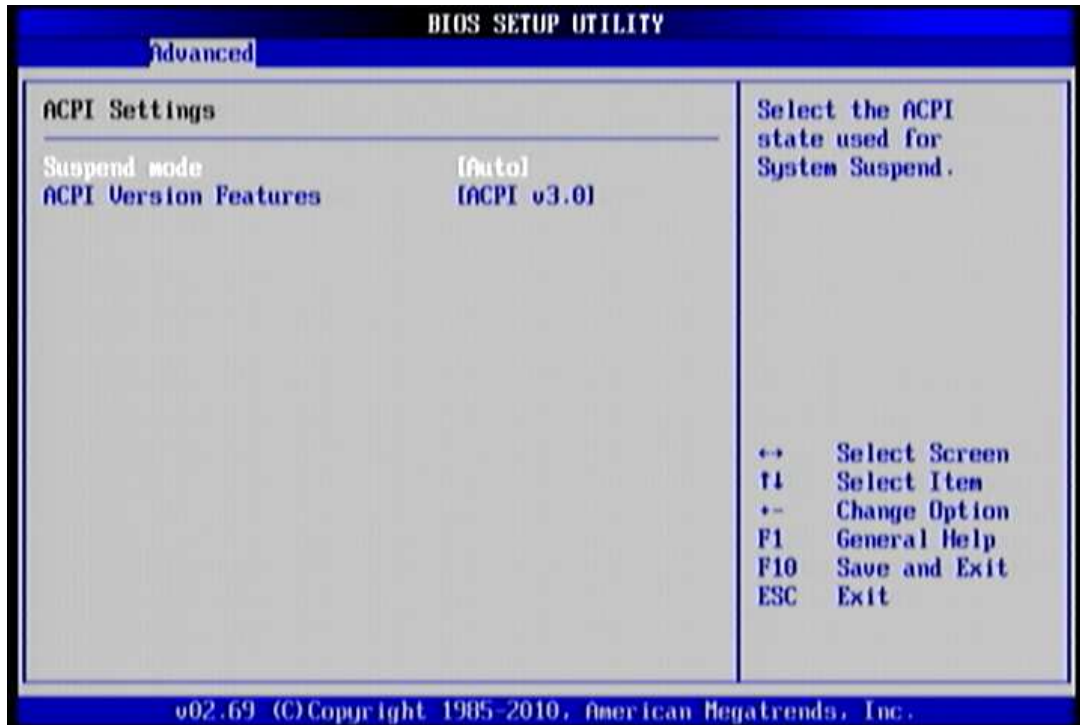 BIOS SETUP UTILITY
Advanced
ACPI Settings
Suspend mode [Auto]
ACPI Version Features [ACPI v3.0]
Select the ACPI
state used for
System Suspend.
←→ Select Screen
↑↓ Select Item
+- Change Option
F1 General Help
F10 Save and Exit
ESC Exit
v02.69 (C)Copyright 1985-2010, American Megatrends, Inc.